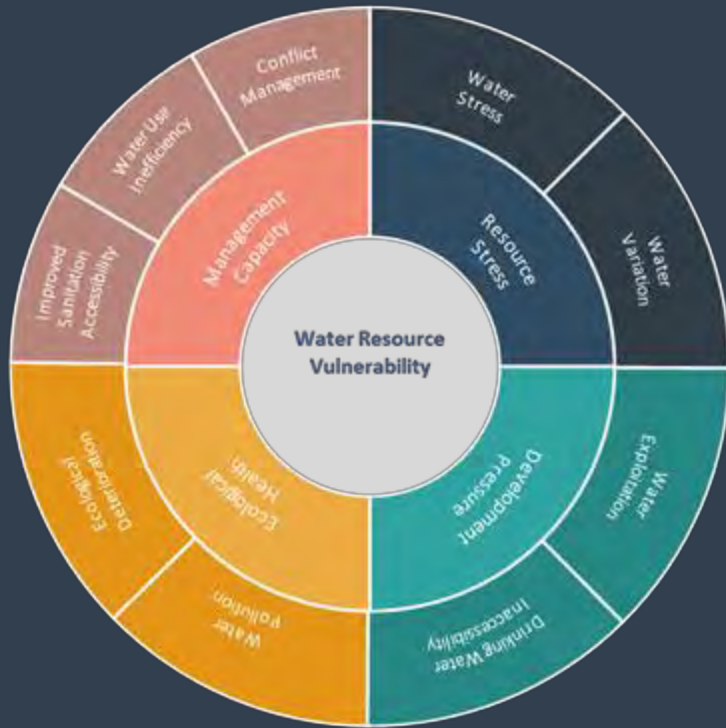 Water Resource
Vulnerability
Resource
Stress
Water
Stress
Water
Variation
Development
Pressure
Water
Exploitation
Drinking Water
Inaccessibility
Ecological
Health
Water
Pollution
Ecological
Deterioration
Management
Capacity
Improved
Sanitation
Accessibility
Water Use
Inefficiency
Conflict
Management